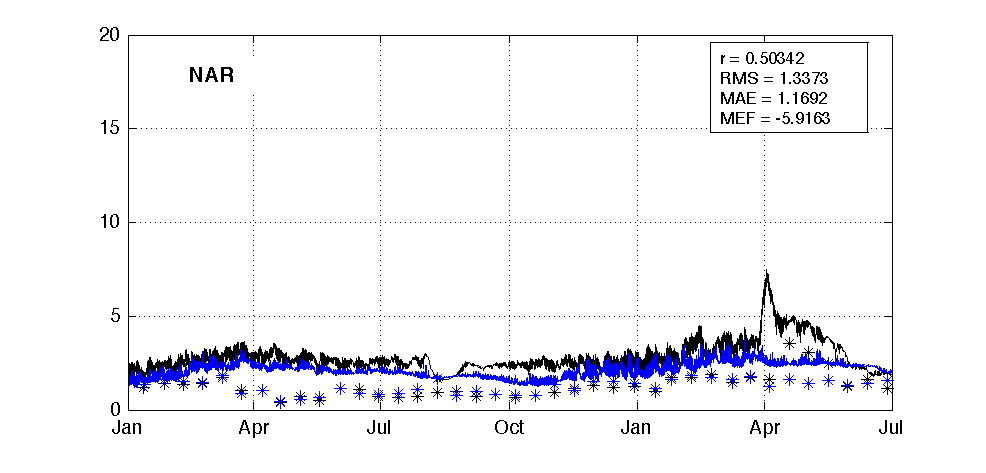 20
NAR
r = 0.50342
RMS = 1.3373
MAE = 1.1692
MEF = -5.9163
15
10
5
0
Jan Apr Jul Oct Jan Apr Jul